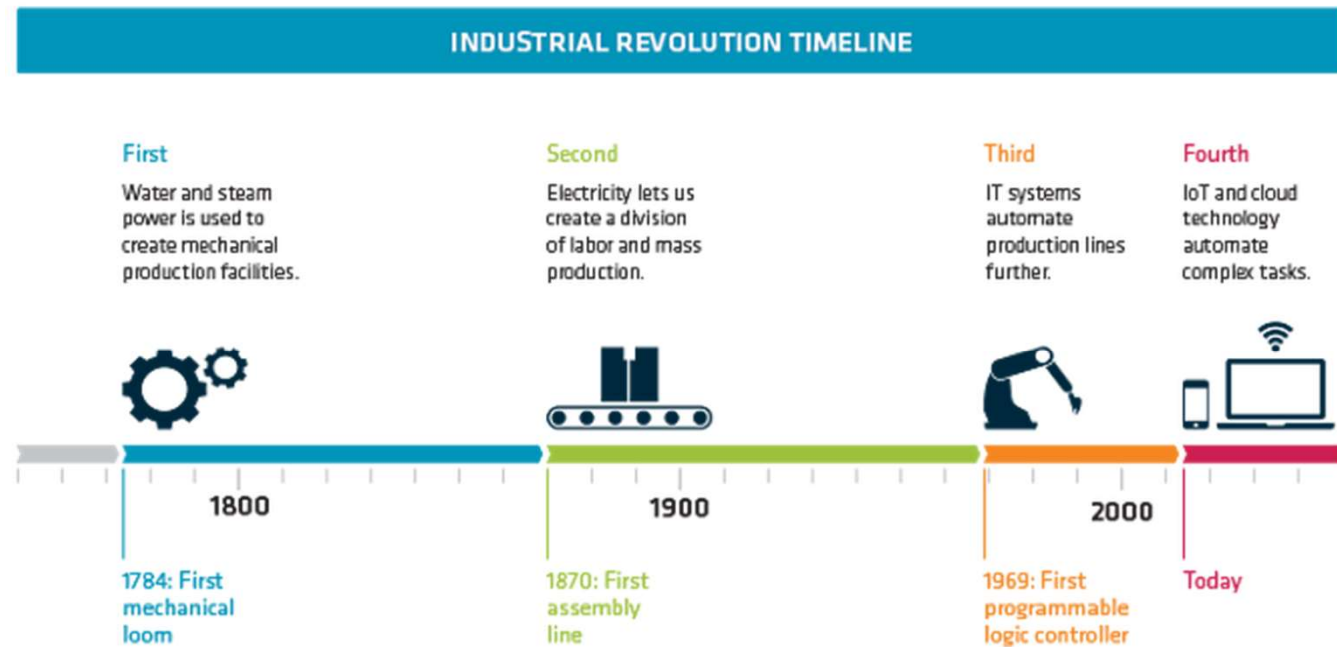 INDUSTRIAL REVOLUTION TIMELINE
First
Water and steam
power is used to
create mechanical
production facilities.
Second
Electricity lets us
create a division
of labor and mass
production.
Third
IT systems
automate
production lines
further.
Fourth
IoT and cloud
technology
automate
complex tasks.
1800
1900
2000
1784: First
mechanical
loom
1870: First
assembly
line
1969: First
programmable
logic controller
Today